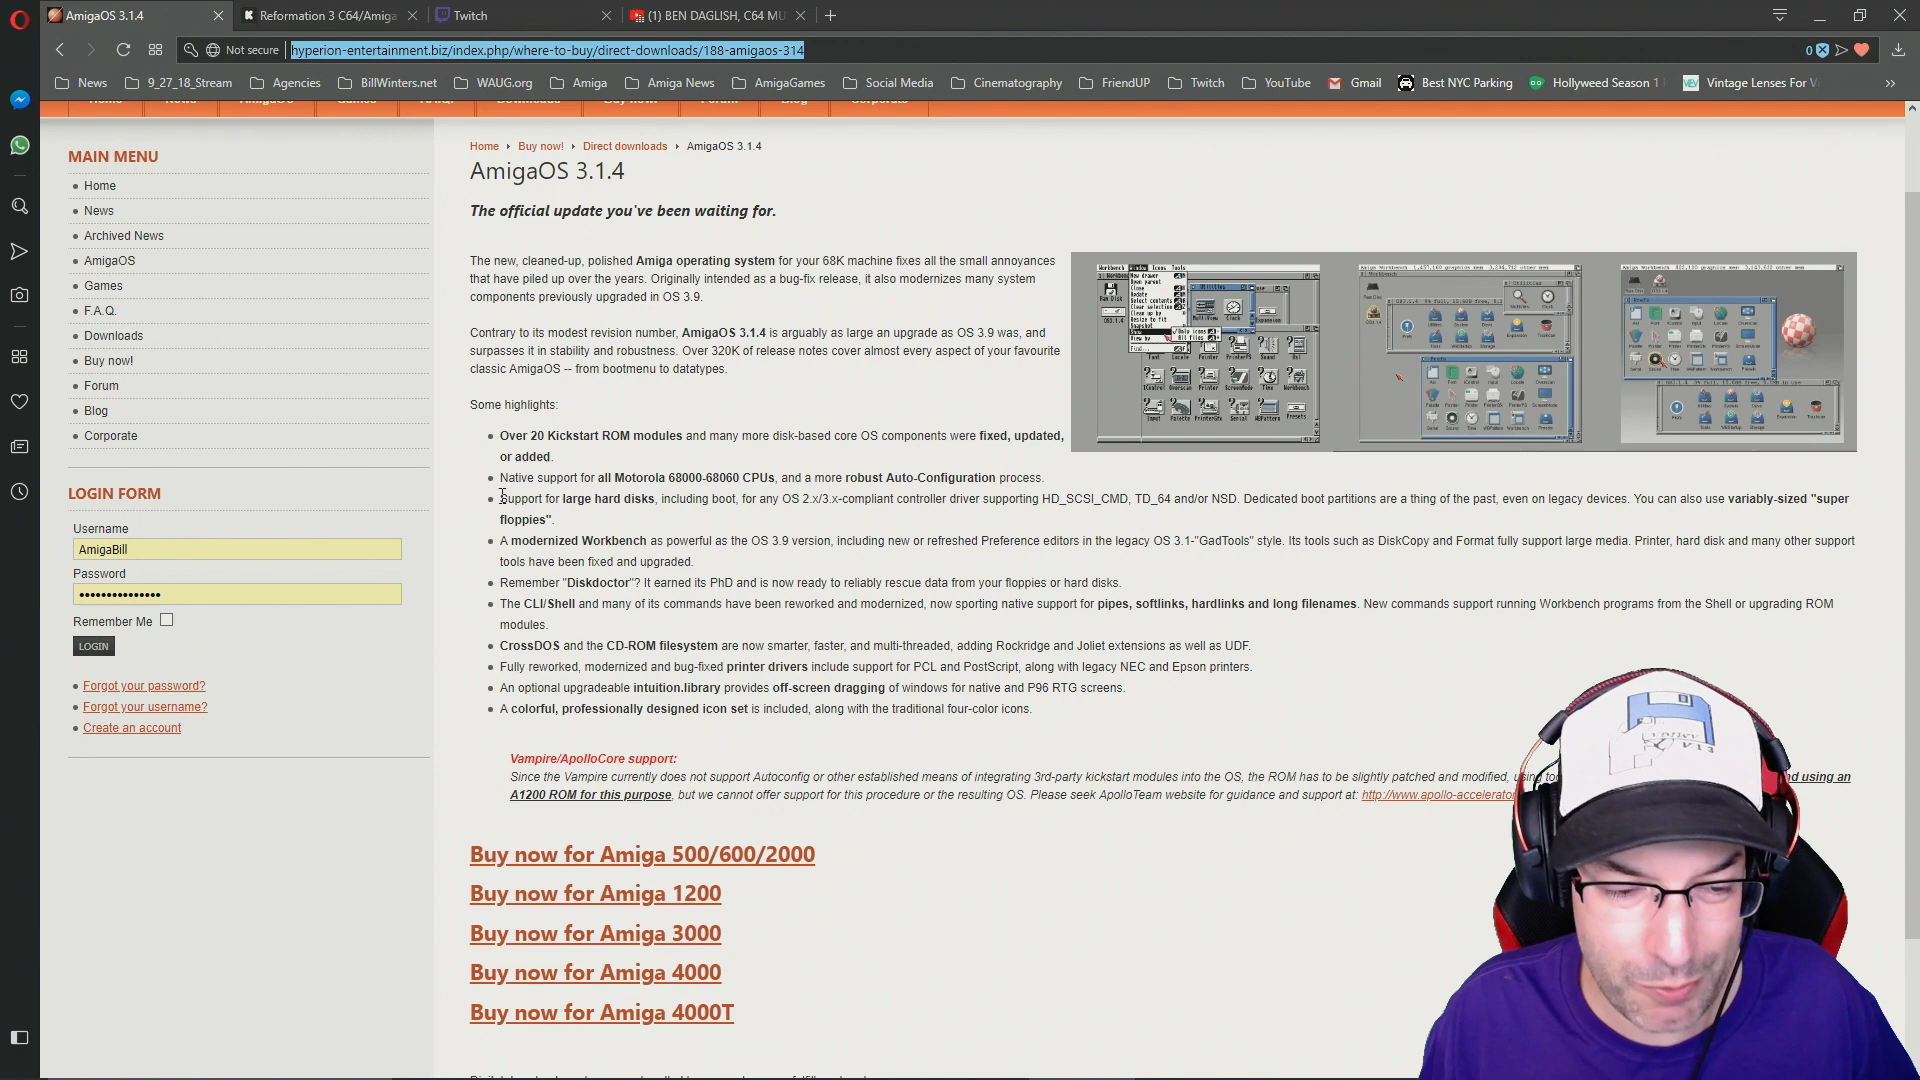 AmigaOS 3.1.4
Reformation 3 C64/Amiga
Twitch
(1) BEN DAGLISH, C64 MU
Not secure
hyperion-entertainment.biz/index.php/where-to-buy/direct-downloads/188-amigaos-314
0
News
9_27_18_Stream
Agencies
BillWinters.net
WAUG.org
Amiga
Amiga News
AmigaGames
Social Media
Cinematography
FriendUP
Twitch
YouTube
Gmail
Best NYC Parking
Hollyweed Season 1
Vintage Lenses For V
MAIN MENU
Home
News
Archived News
AmigaOS
Games
F.A.Q.
Downloads
Buy now!
Forum
Blog
Corporate
LOGIN FORM
Username
AmigaBill
Password
Remember Me
LOGIN
Forgot your password?
Forgot your username?
Create an account
Home
Buy now!
Direct downloads
AmigaOS 3.1.4
AmigaOS 3.1.4
The official update you've been waiting for.
The new, cleaned-up, polished Amiga operating system for your 68K machine fixes all the small annoyances
that have piled up over the years. Originally intended as a bug-fix release, it also modernizes many system
components previously upgraded in OS 3.9.
Contrary to its modest revision number, AmigaOS 3.1.4 is arguably as large an upgrade as OS 3.9 was, and
surpasses it in stability and robustness. Over 320K of release notes cover almost every aspect of your favourite
classic AmigaOS -- from bootmenu to datatypes.
Some highlights:
Over 20 Kickstart ROM modules and many more disk-based core OS components were fixed, updated,
or added.
Native support for all Motorola 68000-68060 CPUs, and a more robust Auto-Configuration process.
Support for large hard disks, including boot, for any OS 2.x/3.x-compliant controller driver supporting HD_SCSI_CMD, TD_64 and/or NSD. Dedicated boot partitions are a thing of the past, even on legacy devices. You can also use variably-sized "super
floppies".
A modernized Workbench as powerful as the OS 3.9 version, including new or refreshed Preference editors in the legacy OS 3.1-"GadTools" style. Its tools such as DiskCopy and Format fully support large media. Printer, hard disk and many other support
tools have been fixed and upgraded.
Remember "Diskdoctor"? It earned its PhD and is now ready to reliably rescue data from your floppies or hard disks.
The CLI/Shell and many of its commands have been reworked and modernized, now sporting native support for pipes, softlinks, hardlinks and long filenames. New commands support running Workbench programs from the Shell or upgrading ROM
modules.
CrossDOS and the CD-ROM filesystem are now smarter, faster, and multi-threaded, adding Rockridge and Joliet extensions as well as UDF.
Fully reworked, modernized and bug-fixed printer drivers include support for PCL and PostScript, along with legacy NEC and Epson printers.
An optional upgradeable intuition.library provides off-screen dragging of windows for native and P96 RTG screens.
A colorful, professionally designed icon set is included, along with the traditional four-color icons.
Vampire/ApolloCore support:
Since the Vampire currently does not support Autoconfig or other established means of integrating 3rd-party kickstart modules into the OS, the ROM has to be slightly patched and modified, using using an
A1200 ROM for this purpose, but we cannot offer support for this procedure or the resulting OS. Please seek ApolloTeam website for guidance and support at: http://www.apollo-accelerator
Buy now for Amiga 500/600/2000
Buy now for Amiga 1200
Buy now for Amiga 3000
Buy now for Amiga 4000
Buy now for Amiga 4000T